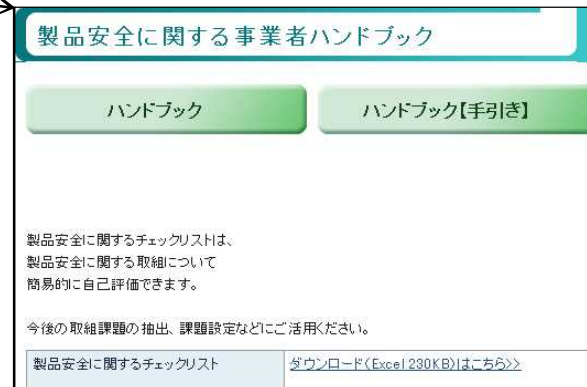 製品安全に関する事業者ハンドブック
ハンドブック
ハンドブック【手引き】
製品安全に関するチェックリストは、
製品安全に関する取組について
簡易的に自己評価できます。
今後の取組課題の抽出、課題設定などにご活用ください。
製品安全に関するチェックリスト
ダウンロード(Excel 230KB)はこちら>>